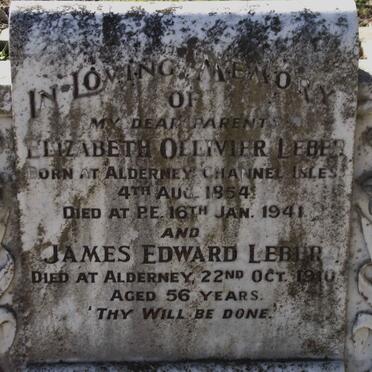 IN LOVING MEMORY
OF
MY DEAR PARENTS
ELIZABETH OLLIVIER LEBER
BORN AT ALDERNEY CHANNEL ISLES
4TH AUG. 1854.
DIED AT P.E. 16TH JAN. 1941.
AND
JAMES EDWARD LEBER
DIED AT ALDERNEY, 22ND OCT. 1910
AGED 56 YEARS.
'THY WILL BE DONE.'